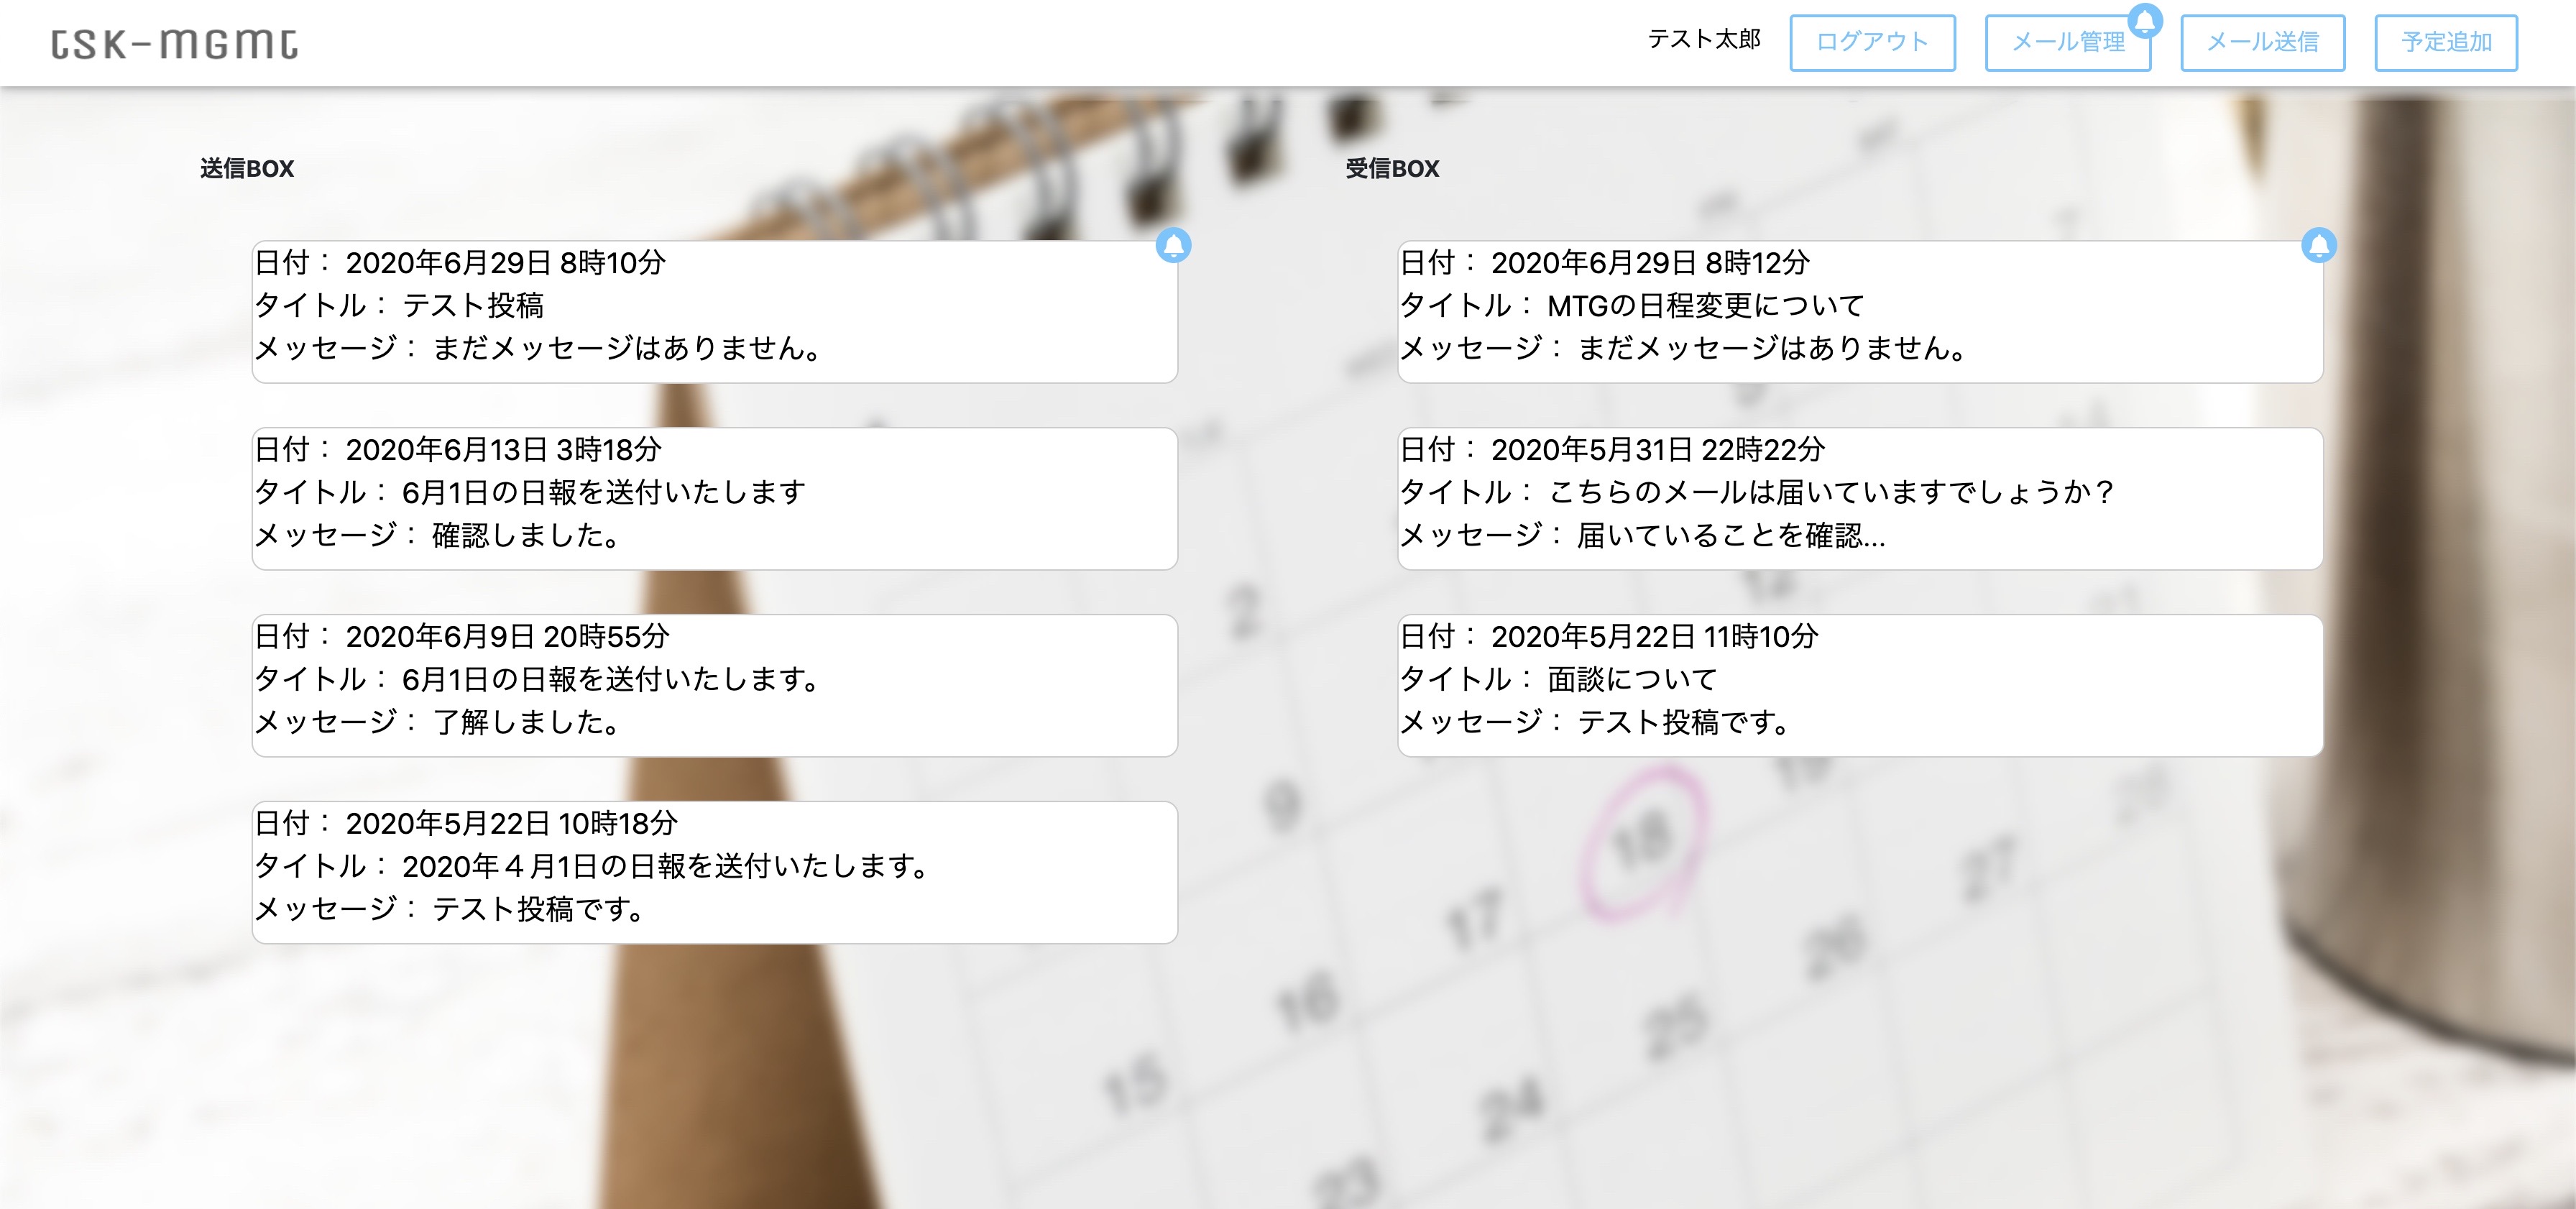 tsk-mgmt
テスト太郎
ログアウト
メール管理
メール送信
予定追加
送信BOX
日付： 2020年6月29日 8時10分
タイトル： テスト投稿
メッセージ： まだメッセージはありません。
日付： 2020年6月13日 3時18分
タイトル： 6月1日の日報を送付いたします
メッセージ： 確認しました。
日付： 2020年6月9日 20時55分
タイトル： 6月1日の日報を送付いたします。
メッセージ： 了解しました。
日付： 2020年5月22日 10時18分
タイトル： 2020年４月1日の日報を送付いたします。
メッセージ： テスト投稿です。
受信BOX
日付： 2020年6月29日 8時12分
タイトル： MTGの日程変更について
メッセージ： まだメッセージはありません。
日付： 2020年5月31日 22時22分
タイトル： こちらのメールは届いていますでしょうか？
メッセージ： 届いていることを確認...
日付： 2020年5月22日 11時10分
タイトル： 面談について
メッセージ： テスト投稿です。
2
12
9
18
17
27
26
16
25
15
24
23